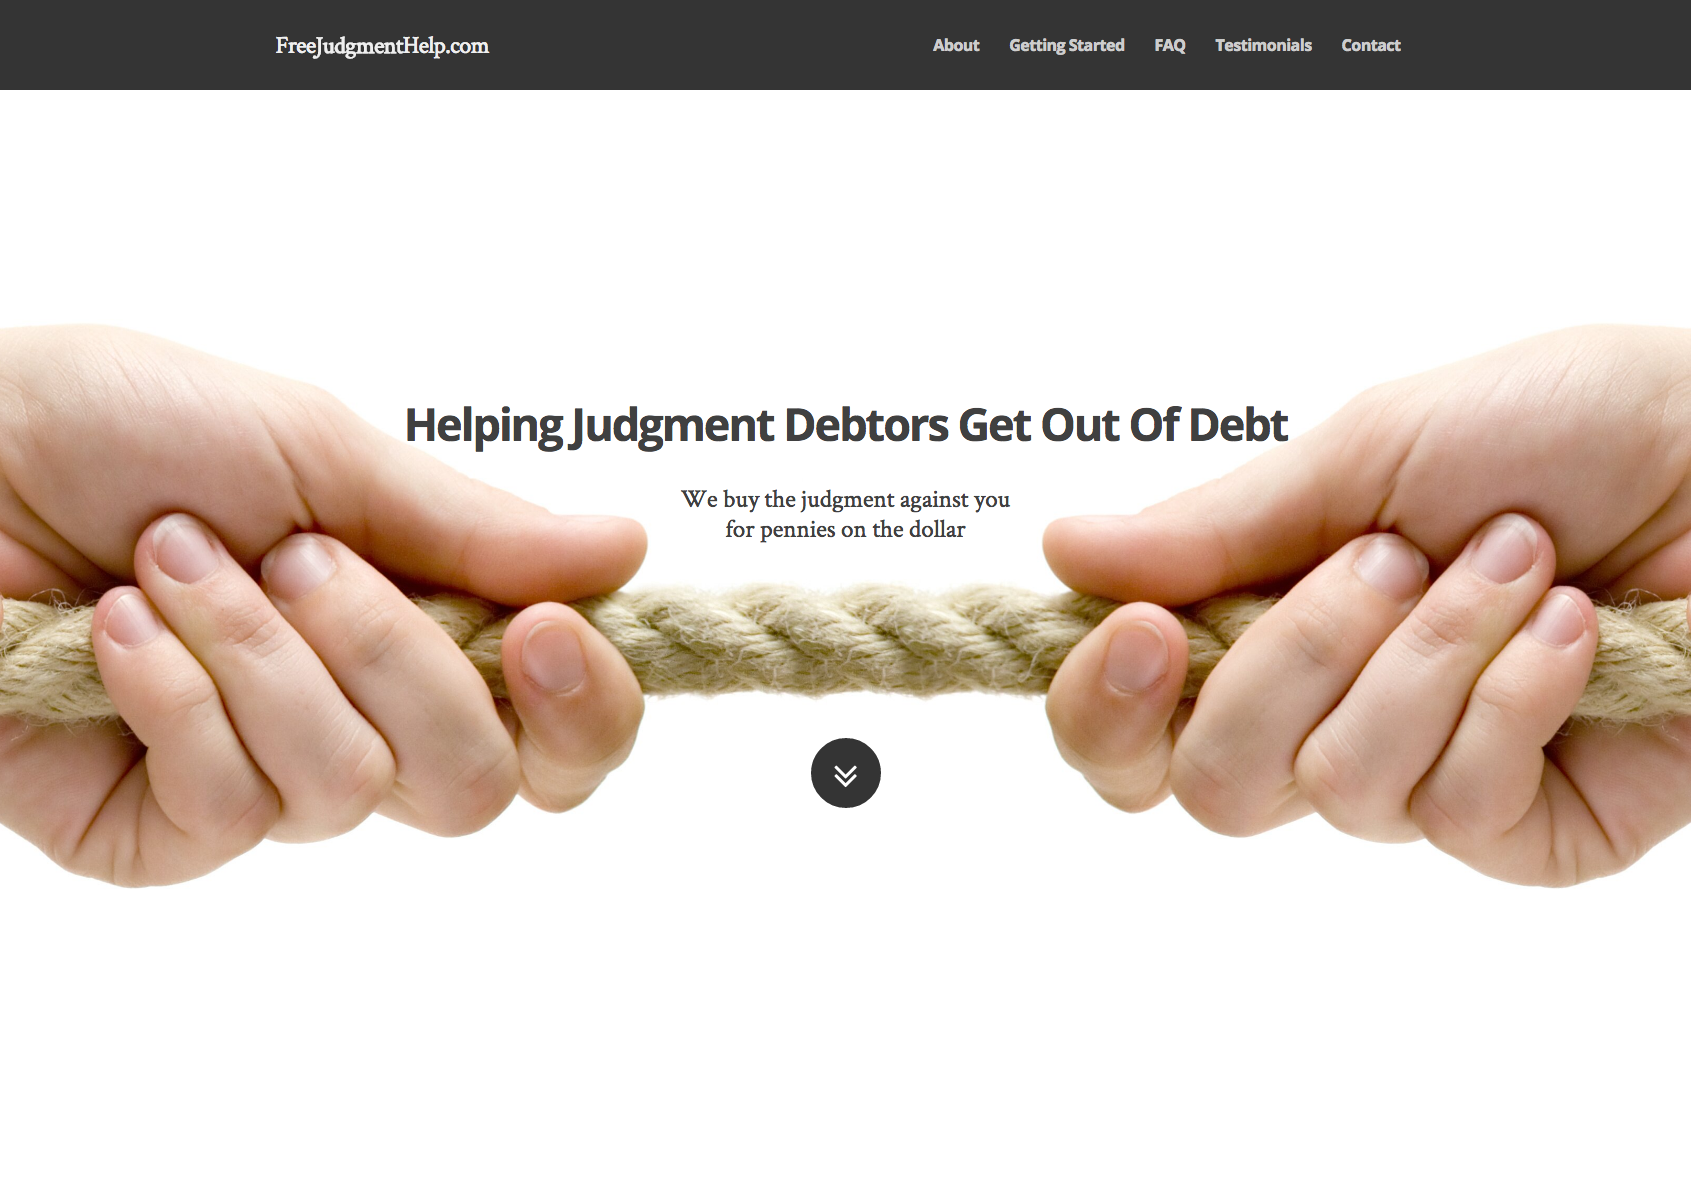 FreeJudgmentHelp.com
About Getting Started FAQ Testimonials Contact
Helping Judgment Debtors Get Out Of Debt
We buy the judgment against you
for pennies on the dollar